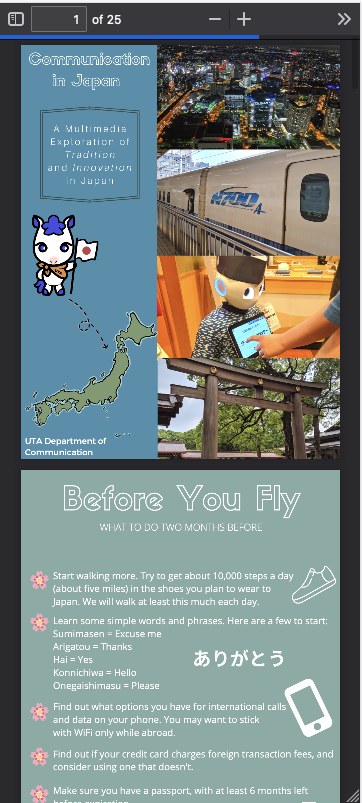 1 of 25
Communication
in Japan
A Multimedia
Exploration of
Tradition
and Innovation
in Japan
N700
A
UTA Department of
Communication
Before You Fly
WHAT TO DO TWO MONTHS BEFORE
Start walking more. Try to get about 10,000 steps a day
(about five miles) in the shoes you plan to wear to
Japan. We will walk at least this much each day.
Learn some simple words and phrases. Here are a few to start:
Sumimasen = Excuse me
Arigatou = Thanks
Hai = Yes
Konnichiwa = Hello
Onegaishimasu = Please
ありがとう
Find out what options you have for international calls
and data on your phone. You may want to stick
with WiFi only while abroad.
Find out if your credit card charges foreign transaction fees, and
consider using one that doesn't.
Make sure you have a passport, with at least 6 months left
before expiration